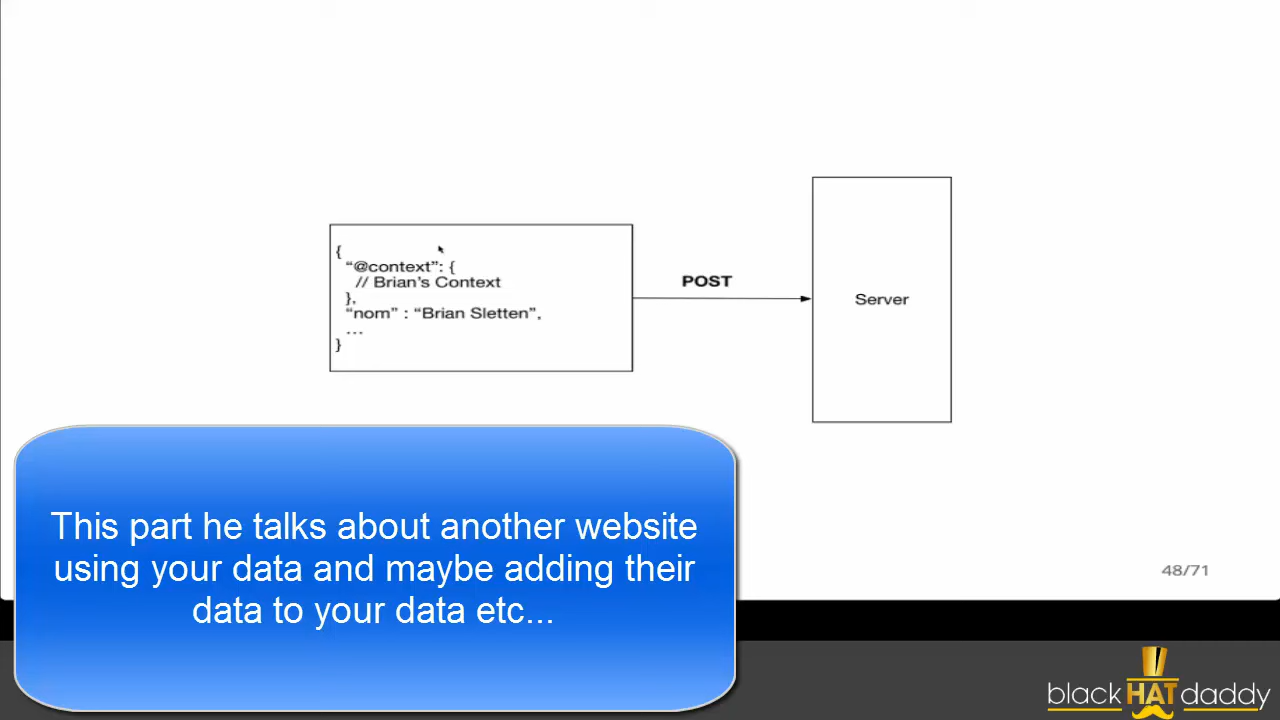 {
“@context”: {
// Brian’s Context
},
“nom” : “Brian Sletten”,
...
}
POST
Server
This part he talks about another website
using your data and maybe adding their
data to your data etc...
48/71
blackHATdaddy